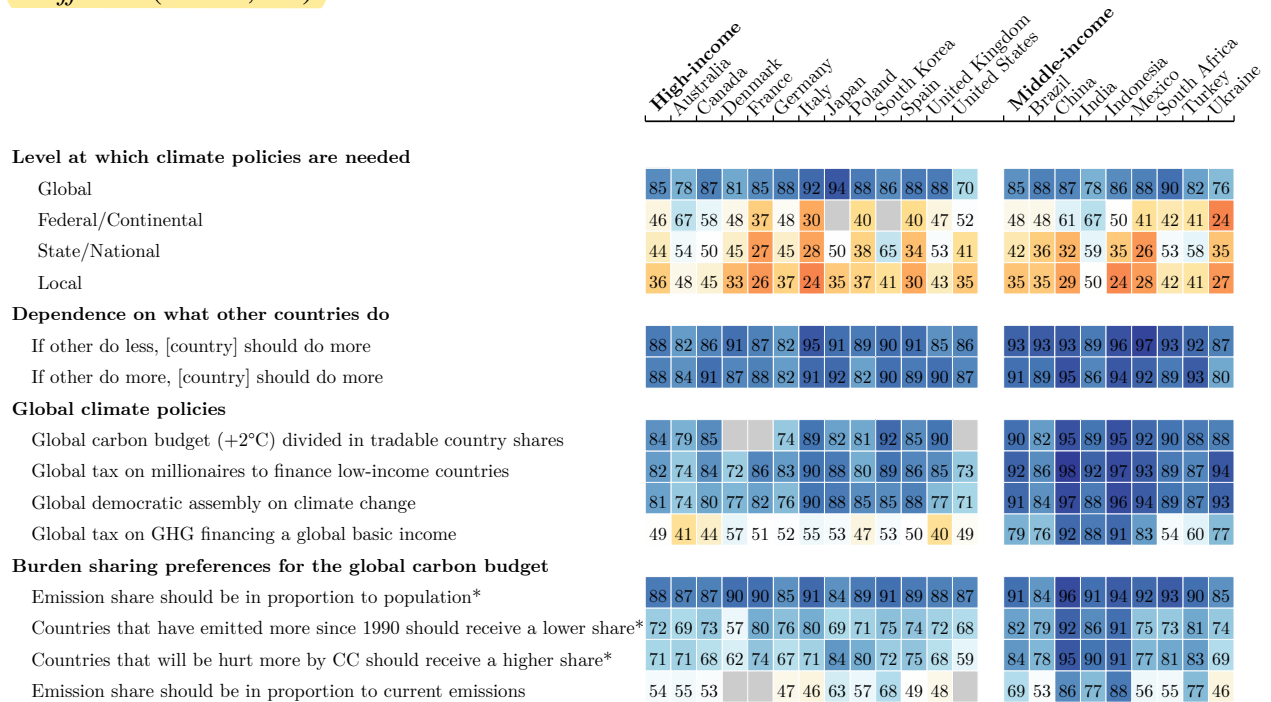 High-income Australia Canada Denmark France Germany Italy Japan Poland South Korea Spain United Kingdom United States Middle-income Brazil China India Indonesia Mexico South Africa Turkey Ukraine
Level at which climate policies are needed
Global 85 78 87 81 85 88 92 94 88 86 88 88 70 85 88 87 78 86 88 90 82 76
Federal/Continental 46 67 58 48 37 48 30 40 40 47 52 48 48 61 67 50 41 42 41 24
State/National 44 54 50 45 27 45 28 50 38 65 34 53 41 42 36 32 59 35 26 53 58 35
Local 36 48 45 33 26 37 24 35 37 41 30 43 35 35 35 29 50 24 28 42 41 27
Dependence on what other countries do
If other do less, [country] should do more 88 82 86 91 87 82 95 91 89 90 91 85 86 93 93 93 89 96 97 93 92 87
If other do more, [country] should do more 88 84 91 87 88 82 91 92 82 90 89 90 87 91 89 95 86 94 92 89 93 80
Global climate policies
Global carbon budget (+2°C) divided in tradable country shares 84 79 85 74 89 82 81 92 85 90 90 82 95 89 95 92 90 88 88
Global tax on millionaires to finance low-income countries 82 74 84 72 86 83 90 88 80 89 86 85 73 92 86 98 92 97 93 89 87 94
Global democratic assembly on climate change 81 74 80 77 82 76 90 88 85 85 88 77 71 91 84 97 88 96 94 89 87 93
Global tax on GHG financing a global basic income 49 41 44 57 51 52 55 53 47 53 50 40 49 79 76 92 88 91 83 54 60 77
Burden sharing preferences for the global carbon budget
Emission share should be in proportion to population* 88 87 87 90 90 85 91 84 89 91 89 88 87 91 84 96 91 94 92 93 90 85
Countries that have emitted more since 1990 should receive a lower share* 72 69 73 57 80 76 80 69 71 75 74 72 68 82 79 92 86 91 75 73 81 74
Countries that will be hurt more by CC should receive a higher share* 71 71 68 62 74 67 71 84 80 72 75 68 59 84 78 95 90 91 77 81 83 69
Emission share should be in proportion to current emissions 54 55 53 47 46 63 57 68 49 48 69 53 86 77 88 56 55 77 46